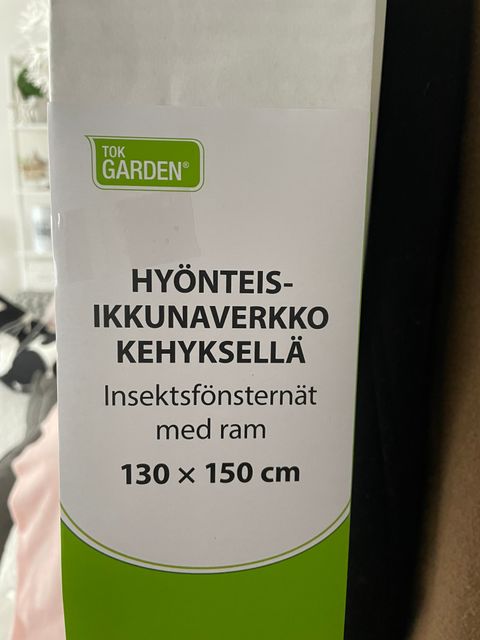 TOK
GARDEN®
HYÖNTEIS-
IKKUNAVERKKO
KEHYKSELLÄ
Insektsfönsternät
med ram
130 × 150 cm